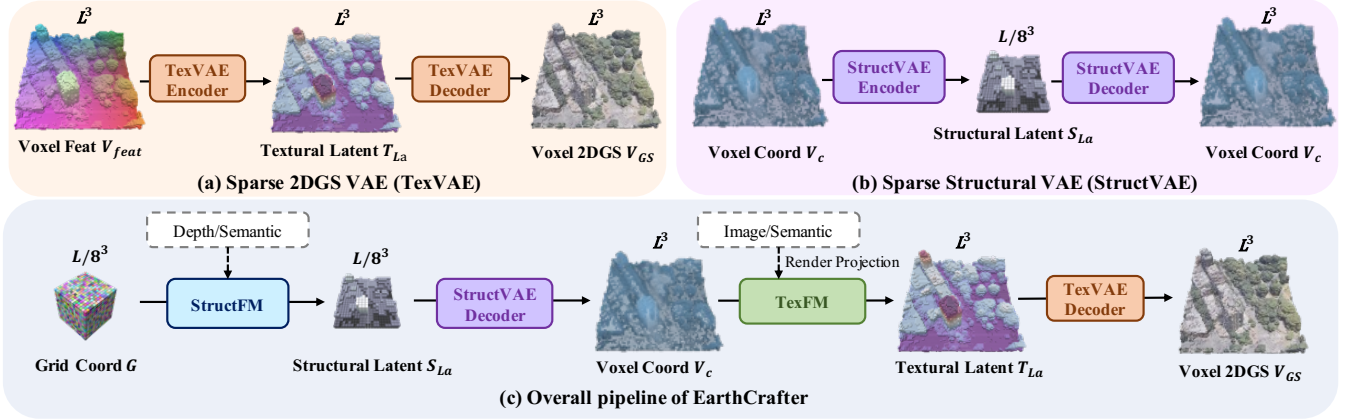 L³
L³
TexVAE
Encoder
TexVAE
Decoder
Voxel Feat V_feat
Textural Latent T_La
Voxel 2DGS V_GS
(a) Sparse 2DGS VAE (TexVAE)
L³
L/8³
L³
StructVAE
Encoder
StructVAE
Decoder
Structural Latent S_La
Voxel Coord V_c
Voxel Coord V_c
(b) Sparse Structural VAE (StructVAE)
Depth/Semantic
Image/Semantic
L/8³
L/8³
L³
L³
L³
Render Projection
StructFM
StructVAE
Decoder
TexFM
TexVAE
Decoder
Grid Coord G
Structural Latent S_La
Voxel Coord V_c
Textural Latent T_La
Voxel 2DGS V_GS
(c) Overall pipeline of EarthCrafter